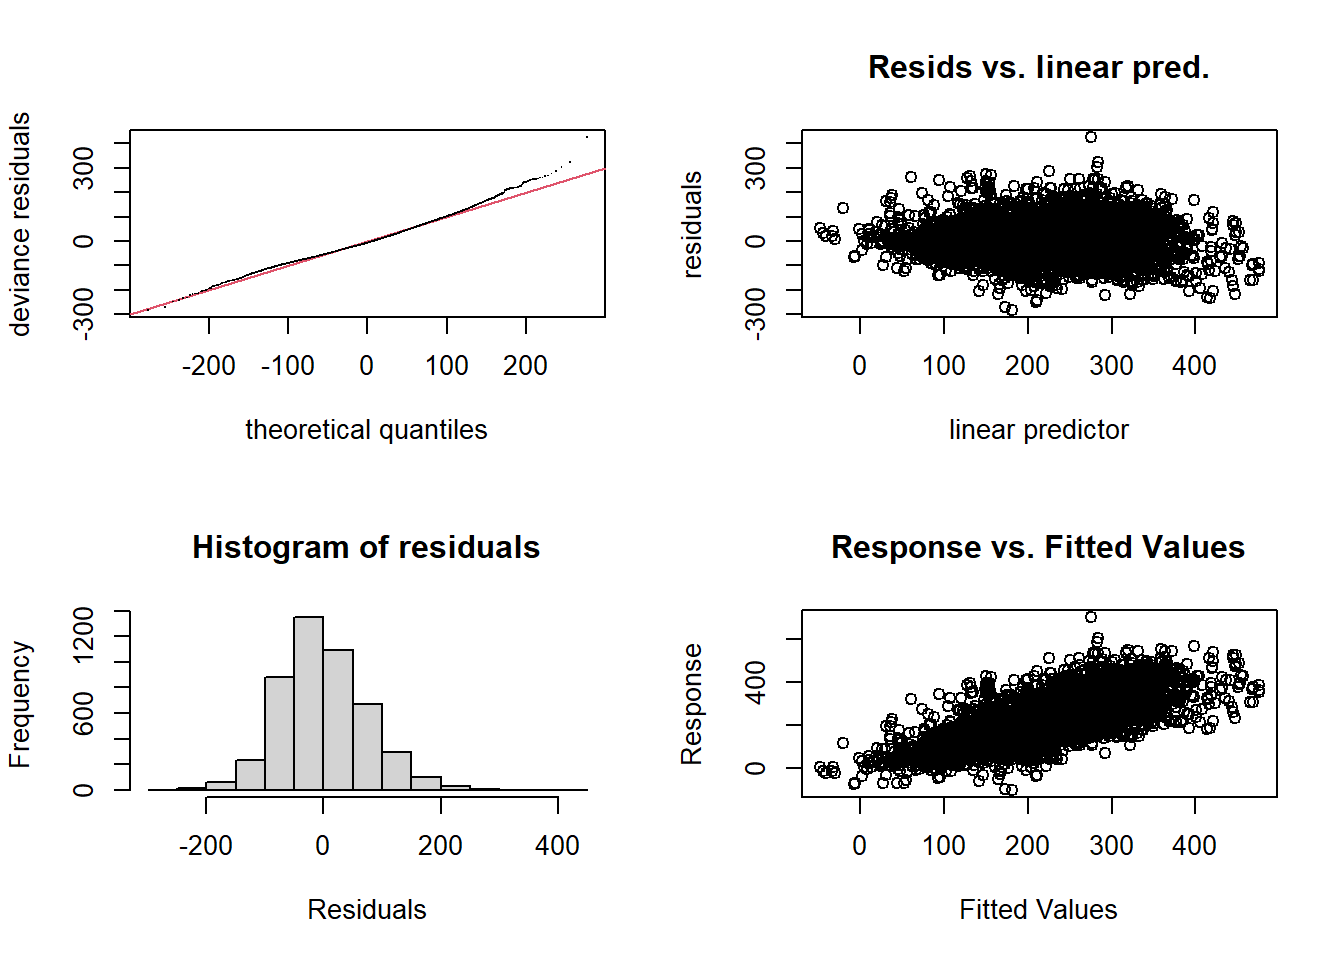 deviance residuals
300
0
-300
-200 -100 0 100 200
theoretical quantiles
Resids vs. linear pred.
residuals
300
0
-300
0 100 200 300 400
linear predictor
Histogram of residuals
Frequency
1200
600
0
-200 0 200 400
Residuals
Response vs. Fitted Values
Response
400
0
0 100 200 300 400
Fitted Values